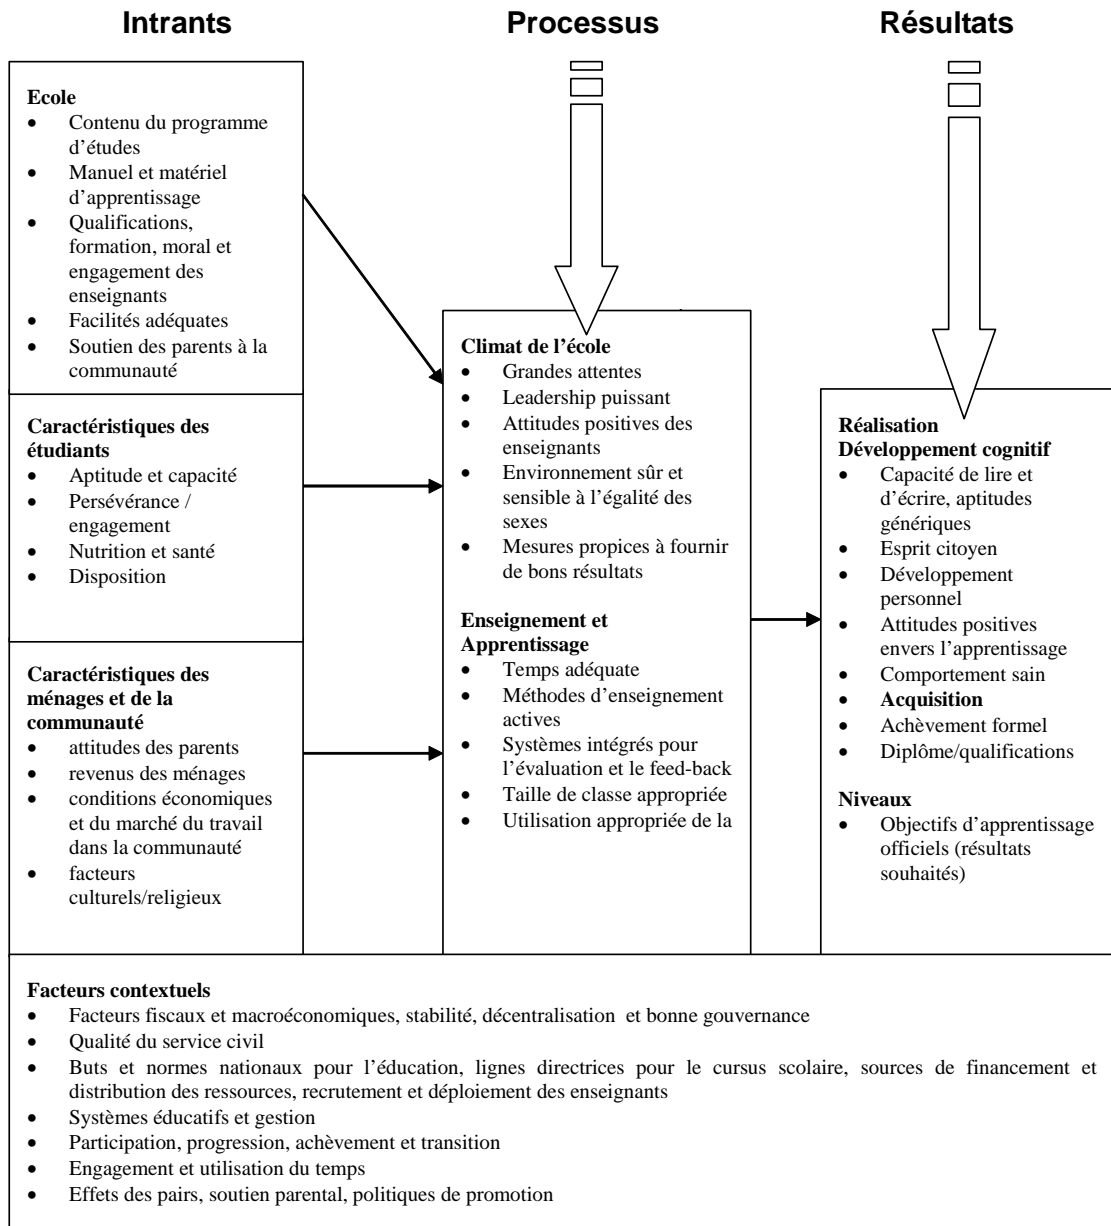 Intrants
Processus
Résultats
Ecole
• Contenu du programme
d’études
• Manuel et matériel
d’apprentissage
• Qualifications,
formation, moral et
engagement des
enseignants
• Facilités adéquates
• Soutien des parents à la
communauté
Caractéristiques des
étudiants
• Aptitude et capacité
• Persévérance /
engagement
• Nutrition et santé
• Disposition
Caractéristiques des
ménages et de la
communauté
• attitudes des parents
• revenus des ménages
• conditions économiques
et du marché du travail
dans la communauté
• facteurs
culturels/religieux
Climat de l’école
• Grandes attentes
• Leadership puissant
• Attitudes positives des
enseignants
• Environnement sûr et
sensible à l’égalité des
sexes
• Mesures propices à fournir
de bons résultats
Enseignement et
Apprentissage
• Temps adéquate
• Méthodes d’enseignement
actives
• Systèmes intégrés pour
l’évaluation et le feed-back
• Taille de classe appropriée
• Utilisation appropriée de la
Réalisation
Développement cognitif
• Capacité de lire et
d’écrire, aptitudes
génériques
• Esprit citoyen
• Développement
personnel
• Attitudes positives
envers l’apprentissage
• Comportement sain
• Acquisition
• Achèvement formel
• Diplôme/qualifications
Niveaux
• Objectifs d’apprentissage
officiels (résultats
souhaités)
Facteurs contextuels
• Facteurs fiscaux et macroéconomiques, stabilité, décentralisation et bonne gouvernance
• Qualité du service civil
• Buts et normes nationaux pour l’éducation, lignes directrices pour le cursus scolaire, sources de financement et
distribution des ressources, recrutement et déploiement des enseignants
• Systèmes éducatifs et gestion
• Participation, progression, achèvement et transition
• Engagement et utilisation du temps
• Effets des pairs, soutien parental, politiques de promotion